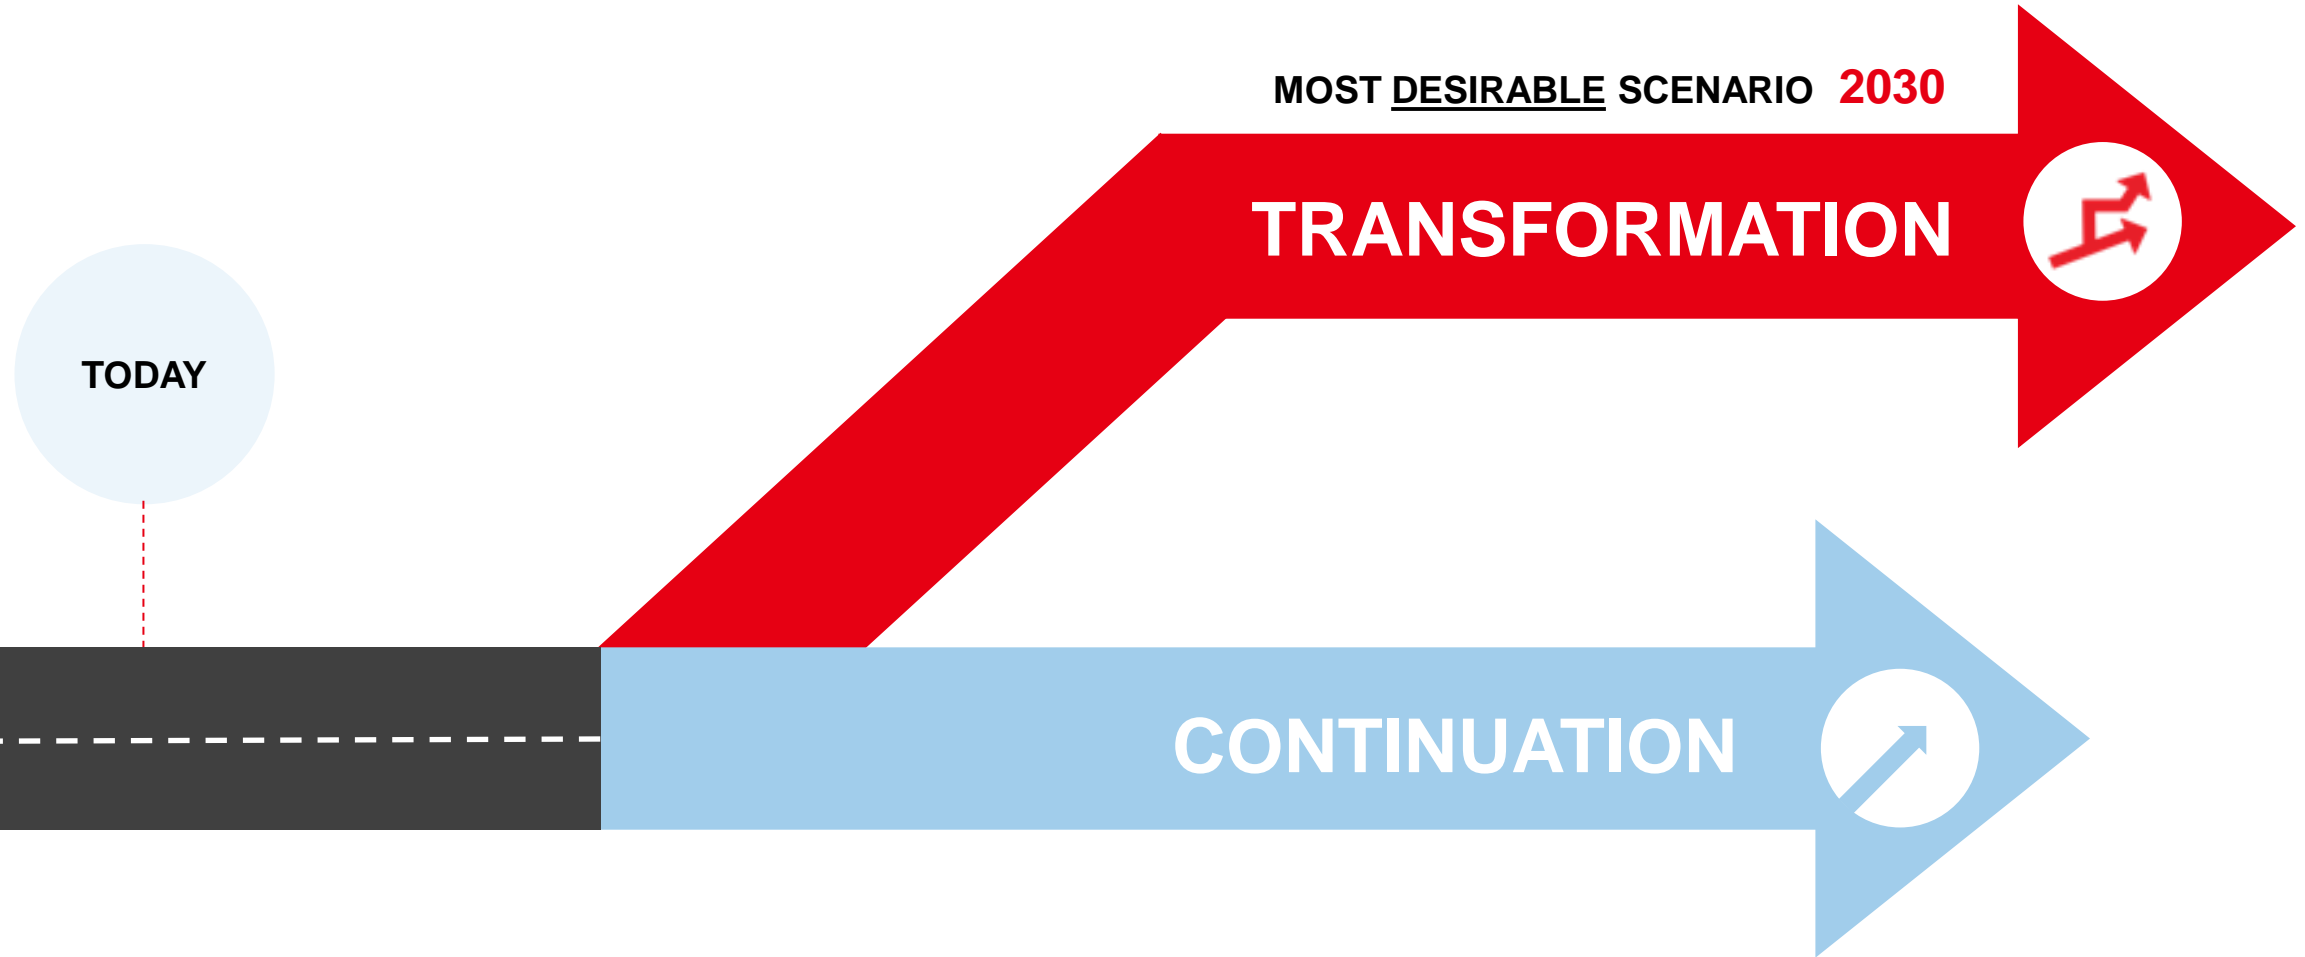 MOST DESIRABLE SCENARIO 2030
TRANSFORMATION
TODAY
CONTINUATION